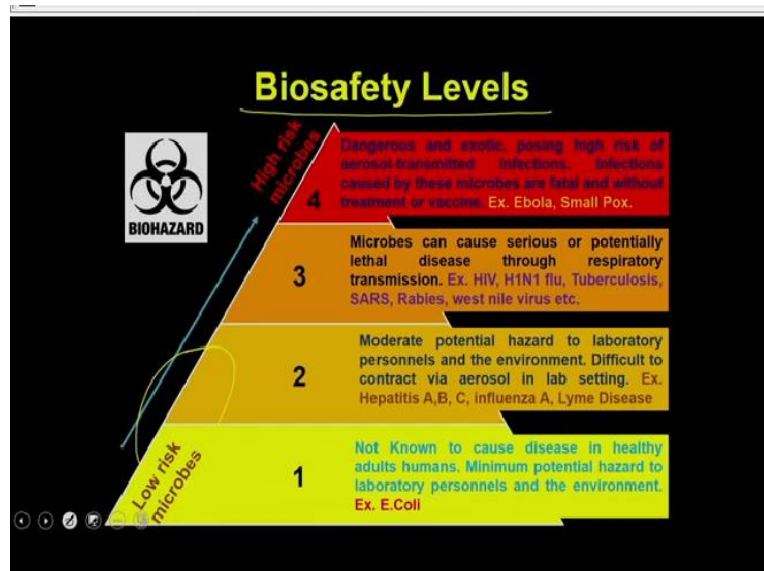 Biosafety Levels
BIOHAZARD
High risk
microbes
4
Dangerous and exotic, posing high risk of
aerosol-transmitted infections. Infections
caused by these microbes are fatal and without
treatment or vaccine. Ex. Ebola, Small Pox.
3
Microbes can cause serious or potentially
lethal disease through respiratory
transmission. Ex. HIV, H1N1 flu, Tuberculosis,
SARS, Rabies, west nile virus etc.
2
Moderate potential hazard to laboratory
personnels and the environment. Difficult to
contract via aerosol in lab setting. Ex.
Hepatitis A,B, C, influenza A, Lyme Disease
Low risk
microbes
1
Not Known to cause disease in healthy
adults humans. Minimum potential hazard to
laboratory personnels and the environment.
Ex. E.Coli